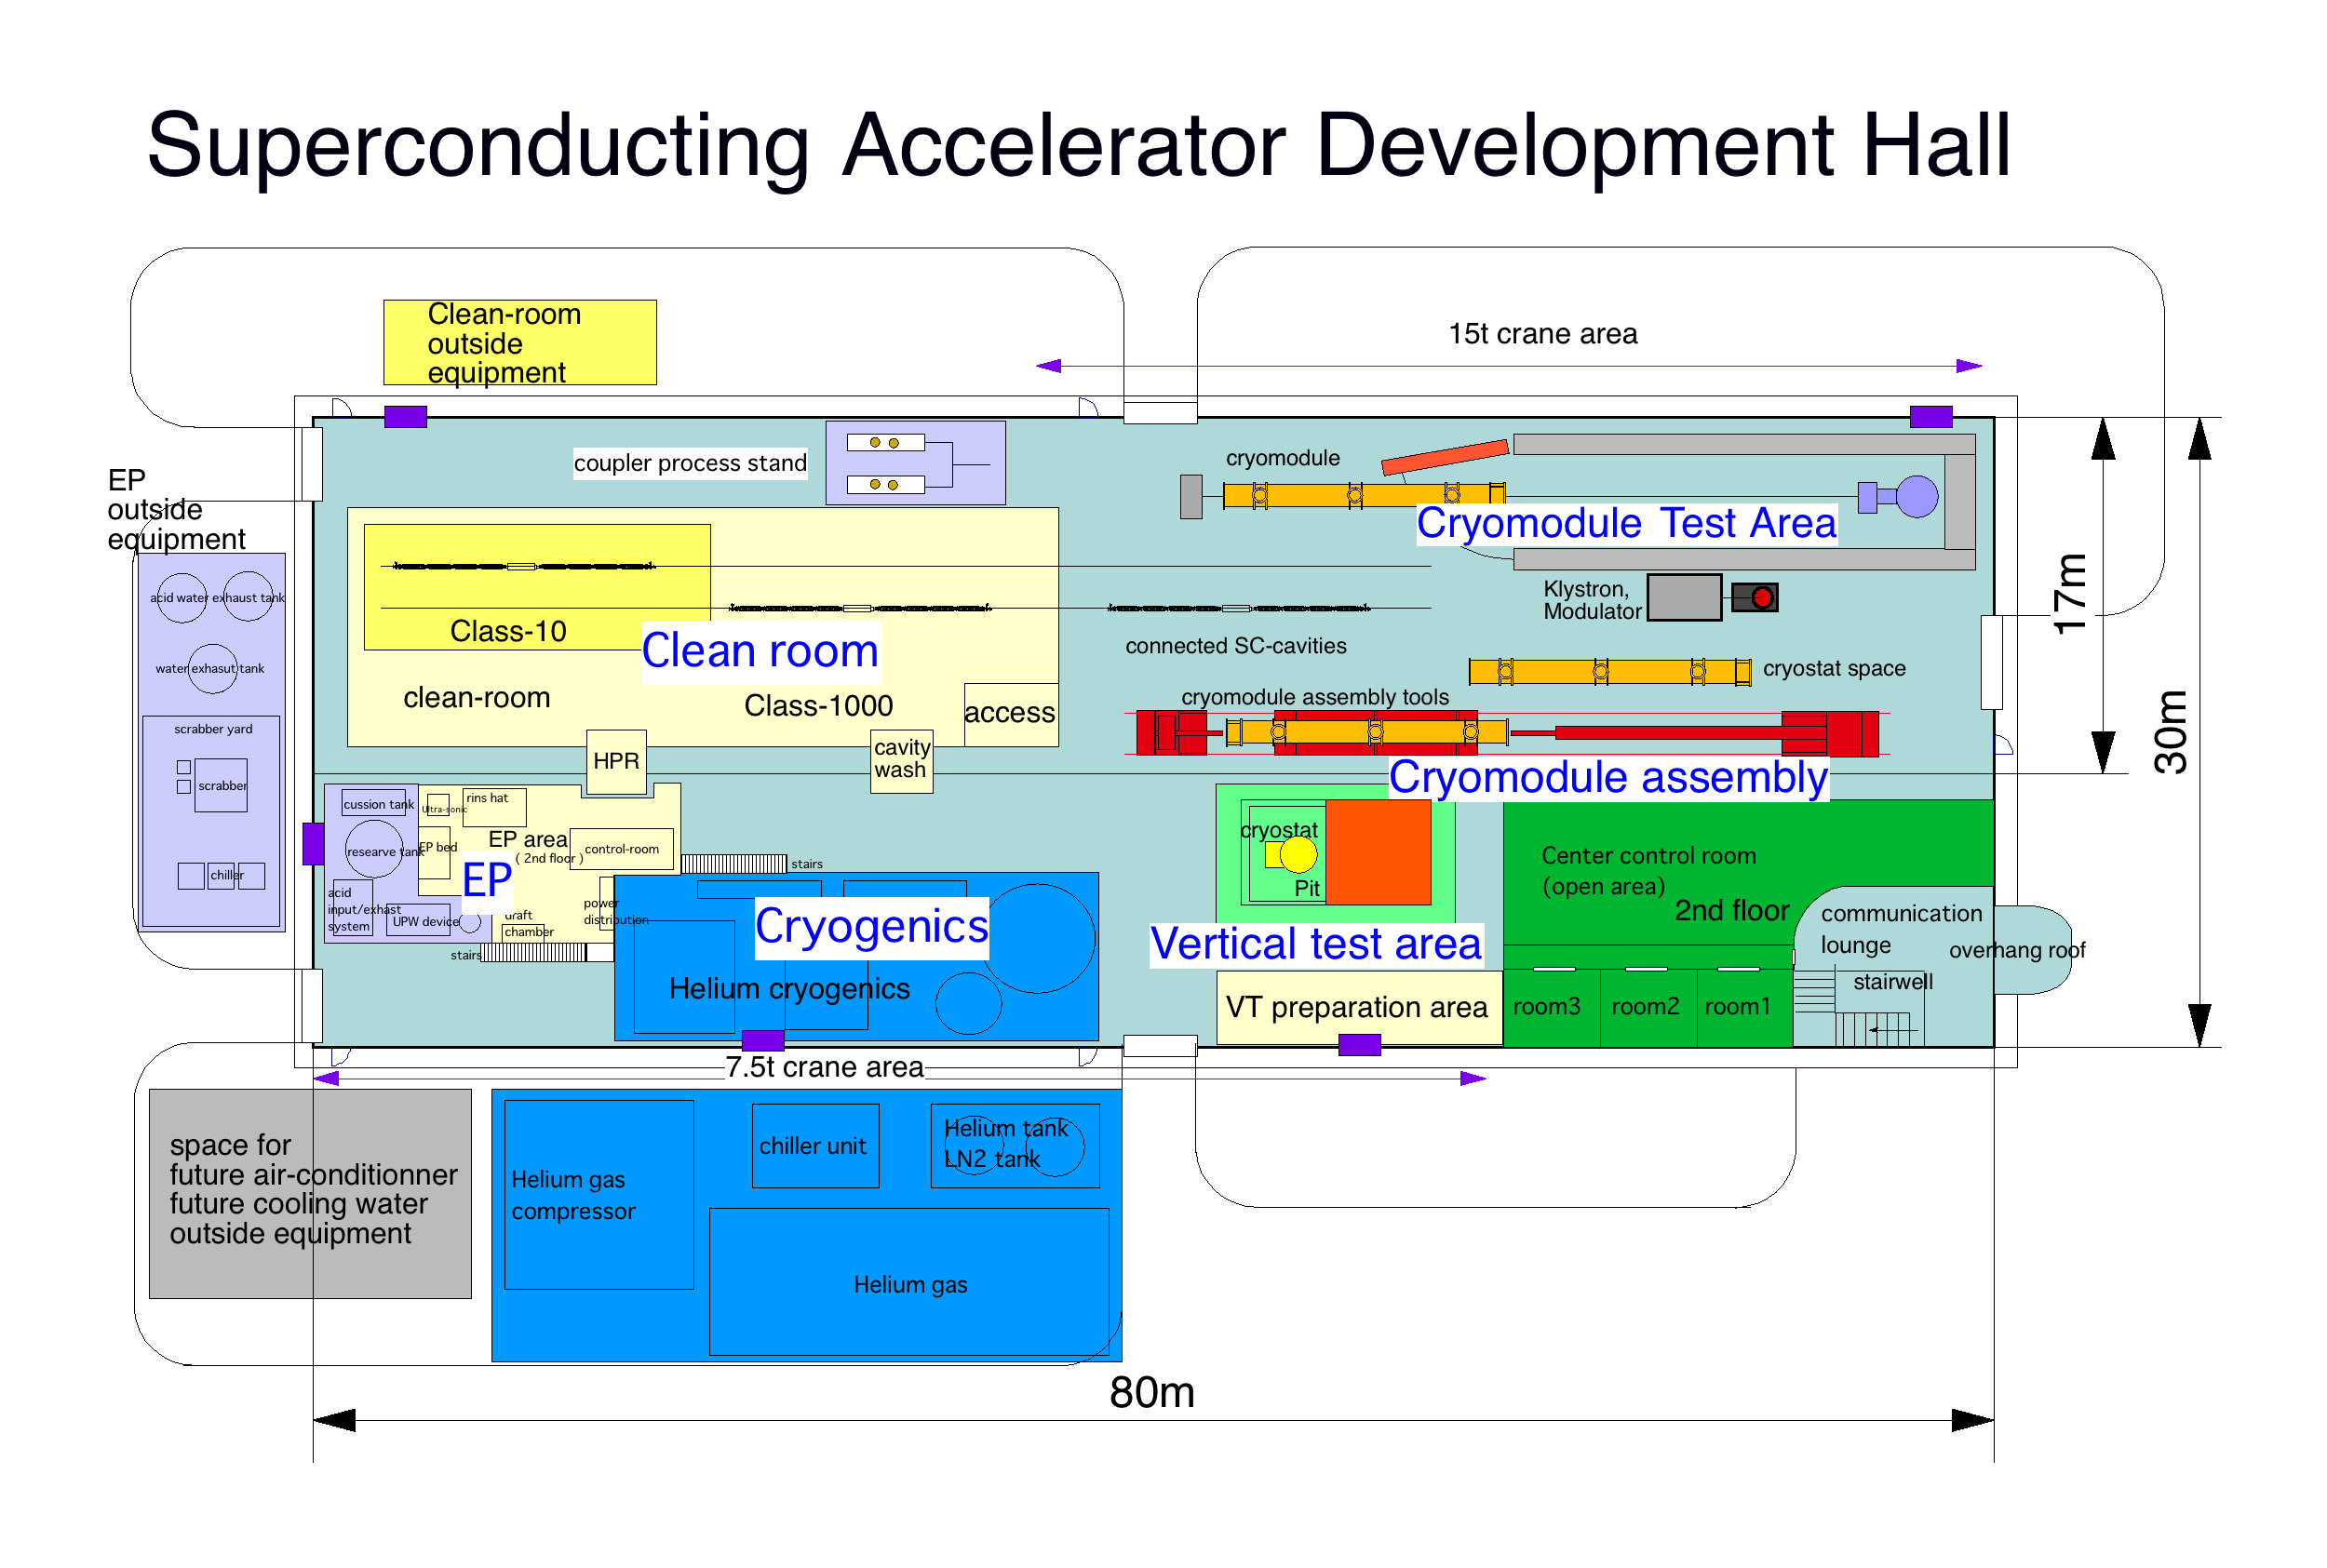 Superconducting Accelerator Development Hall
Clean-room
outside
equipment
15t crane area
EP
outside
equipment
coupler process stand
cryomodule
Cryomodule Test Area
17m
30m
acid water exhaust tank
water exhasut tank
scrabber yard
scrabber
chiller
Class-10
Clean room
clean-room
Class-1000
access
HPR
cavity
wash
Klystron,
Modulator
connected SC-cavities
cryostat space
cryomodule assembly tools
Cryomodule assembly
cussion tank
Ultra-sonic
rins hat
researve tank
EP bed
EP area
( 2nd floor )
control-room
EP
stairs
acid
input/exhast
system
UPW device
draft
chamber
power
distribution
stairs
Cryogenics
Helium cryogenics
cryostat
Pit
Vertical test area
VT preparation area
Center control room
(open area)
2nd floor
communication
lounge
overhang roof
stairwell
room3
room2
room1
7.5t crane area
space for
future air-conditionner
future cooling water
outside equipment
Helium gas
compressor
chiller unit
Helium tank
LN2 tank
Helium gas
80m